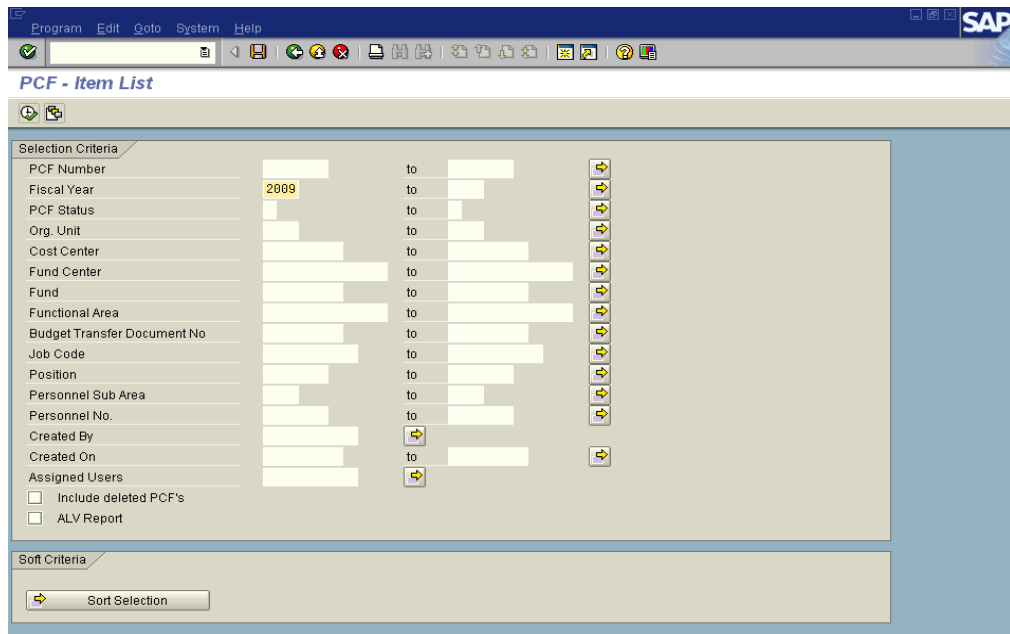 Program Edit Goto System Help
SAP
PCF - Item List
Selection Criteria
PCF Number to
Fiscal Year 2009 to
PCF Status to
Org. Unit to
Cost Center to
Fund Center to
Fund to
Functional Area to
Budget Transfer Document No to
Job Code to
Position to
Personnel Sub Area to
Personnel No. to
Created By
Created On to
Assigned Users
Include deleted PCF's
ALV Report
Soft Criteria
Sort Selection